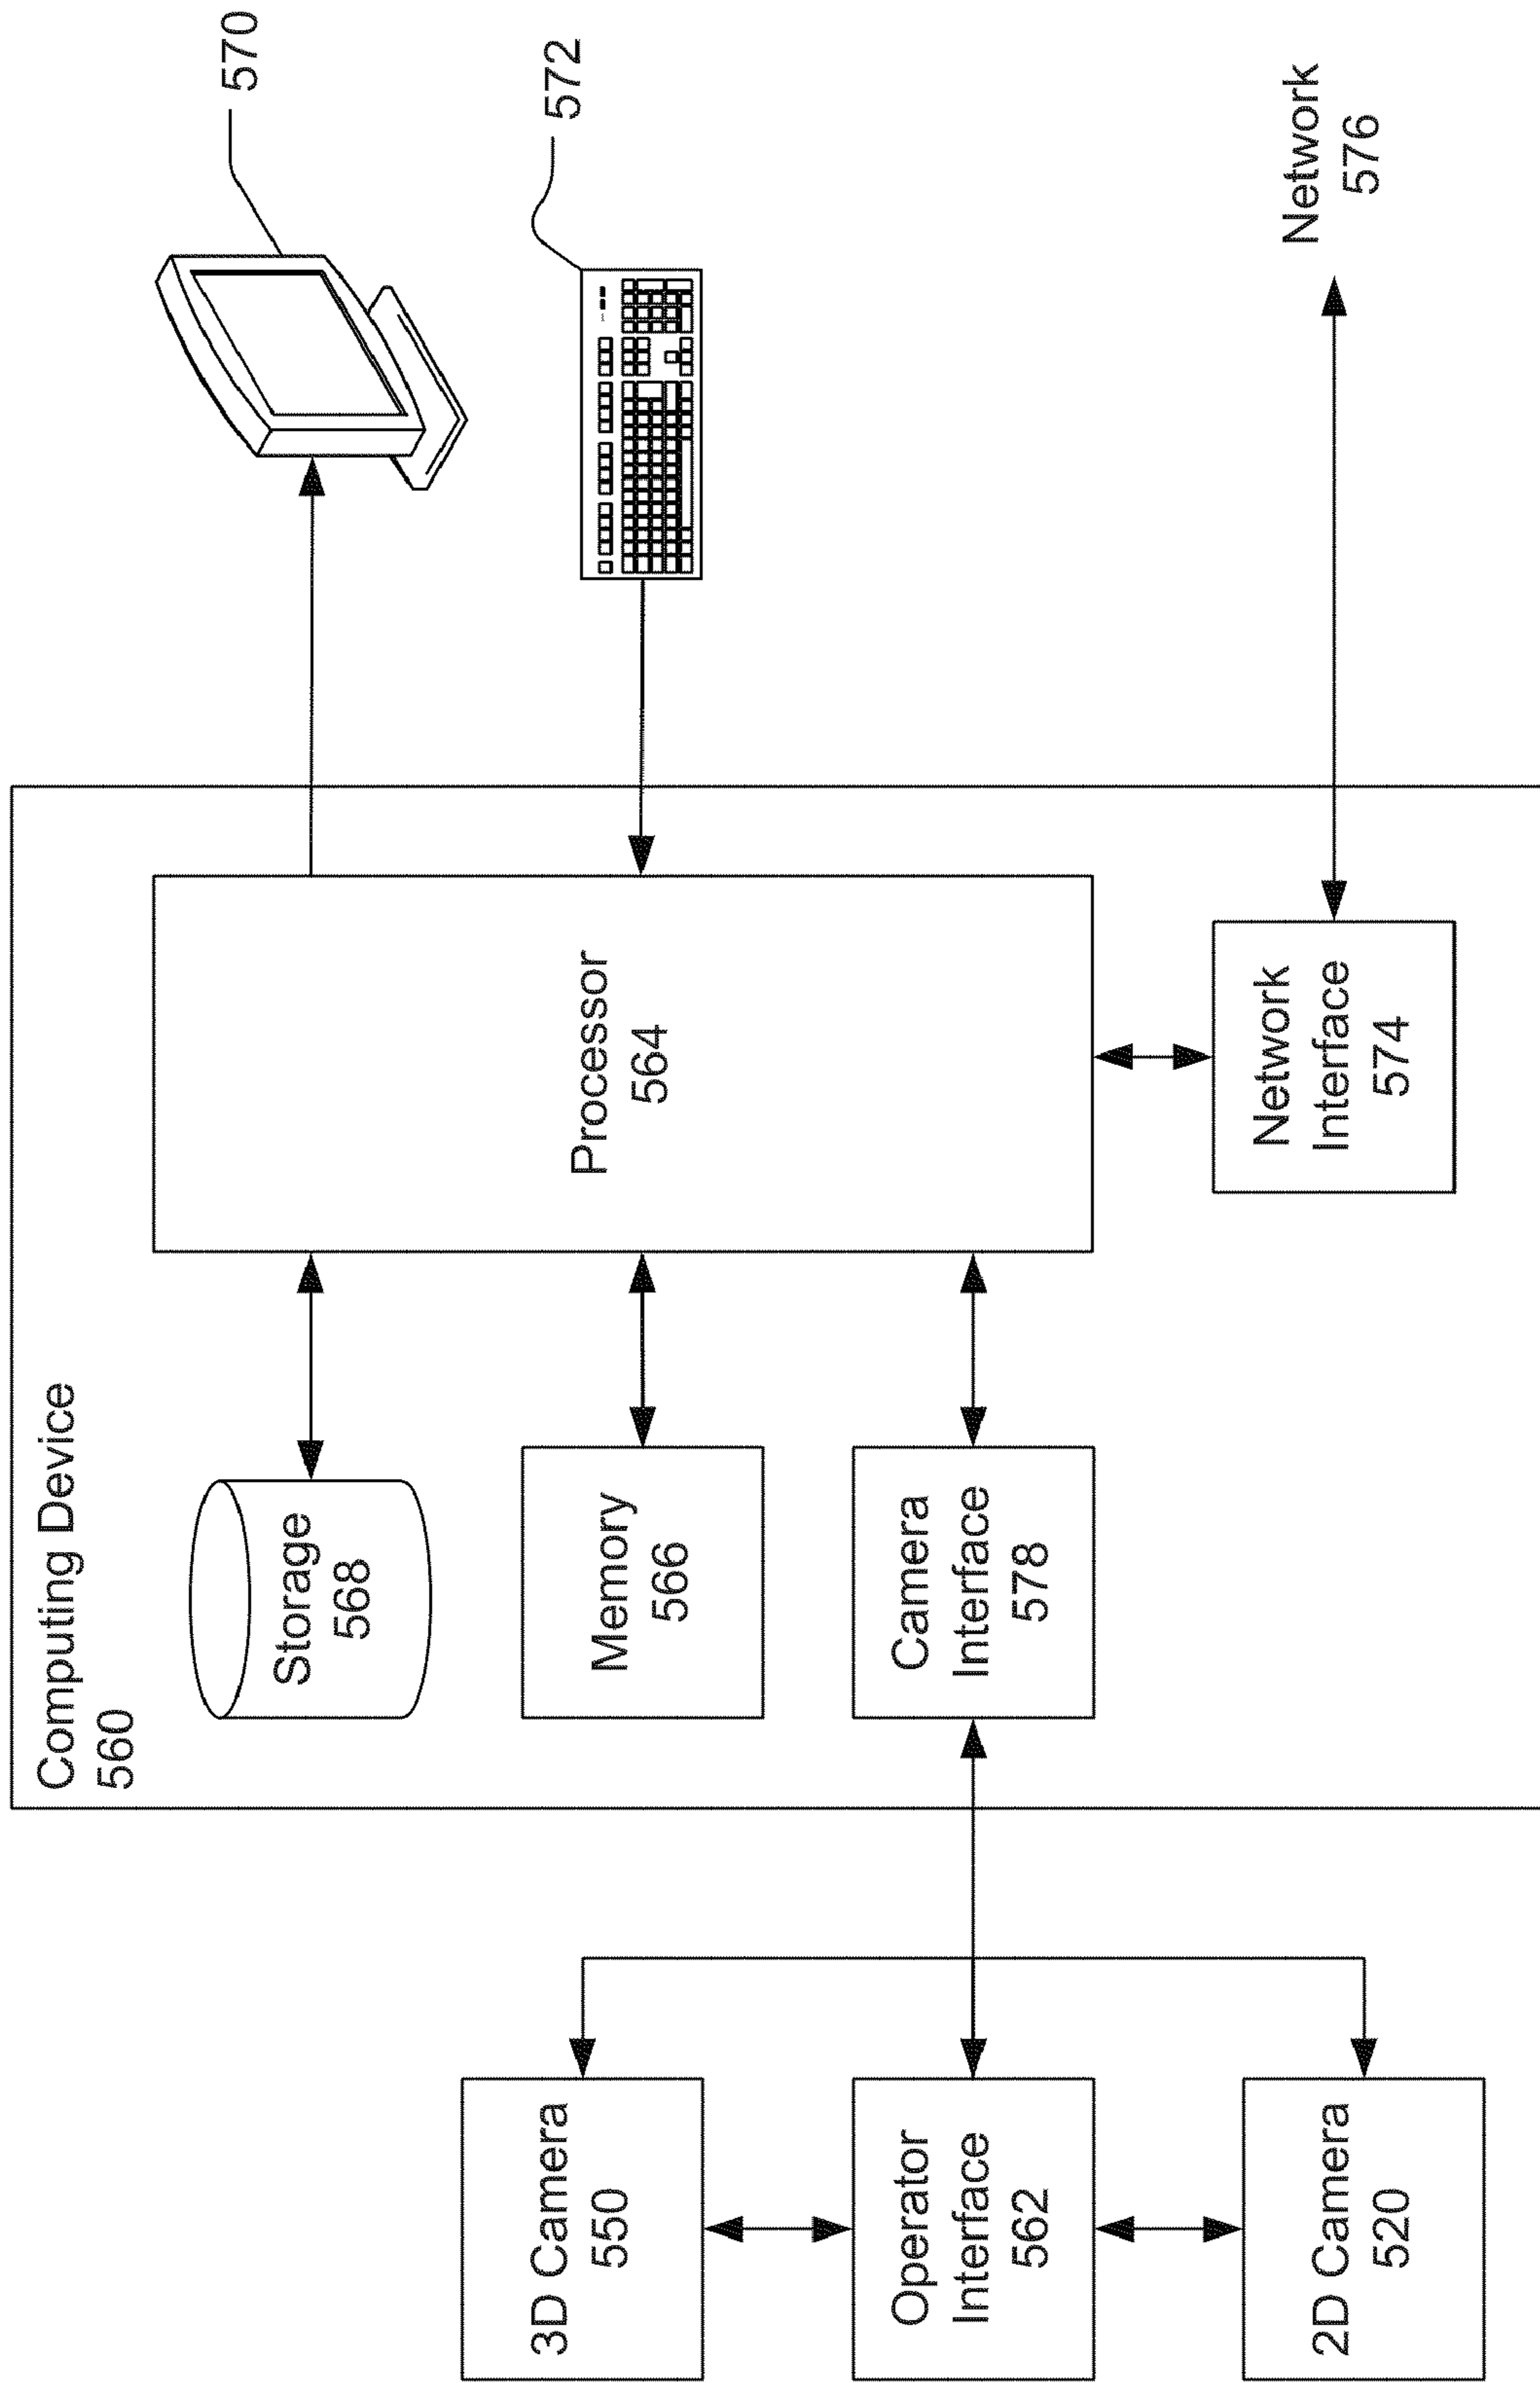 Computing Device
560
3D Camera
550
Operator
Interface
562
2D Camera
520
Storage
568
Memory
566
Camera
Interface
578
Processor
564
Network
Interface
574
570
572
Network
576